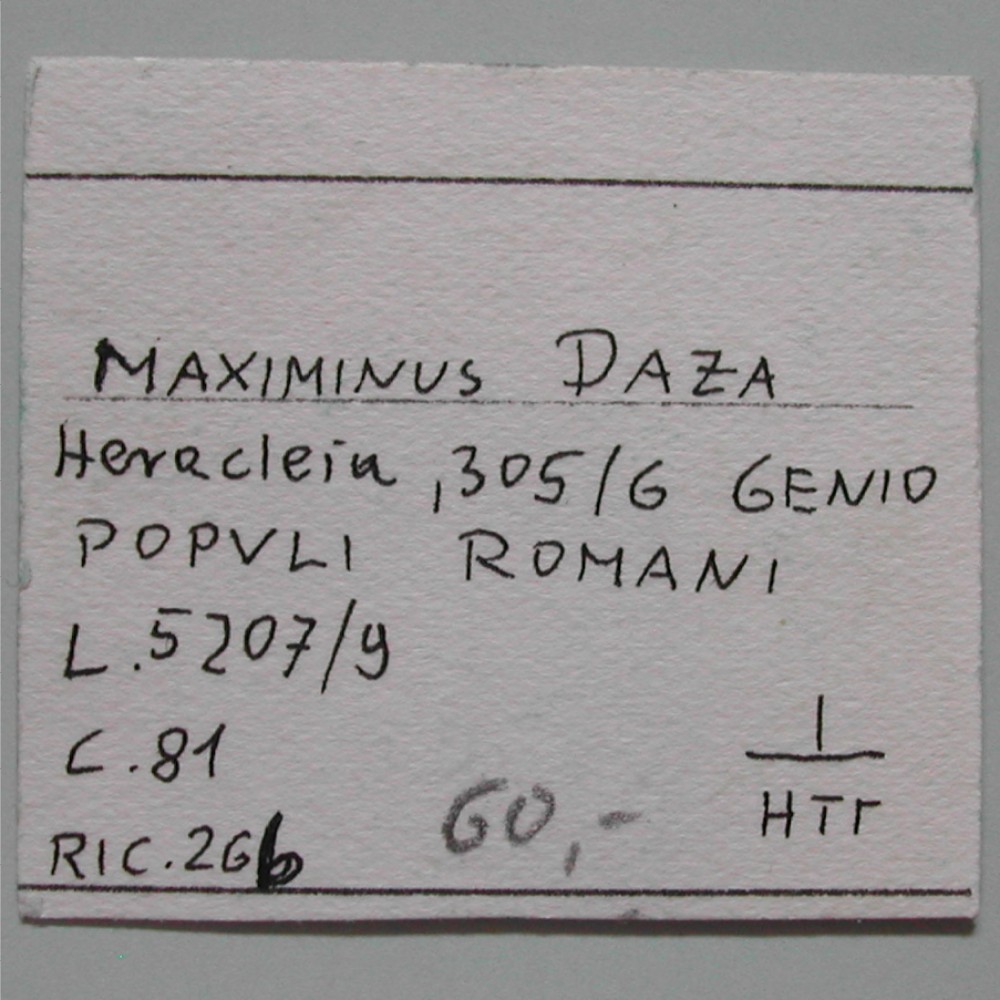 MAXIMINUS DAZA
Heracleia, 305/6 GENIO
POPVLI ROMANI
L. 5207/9
C. 81
RIC. 26b
60,-
HTΓ